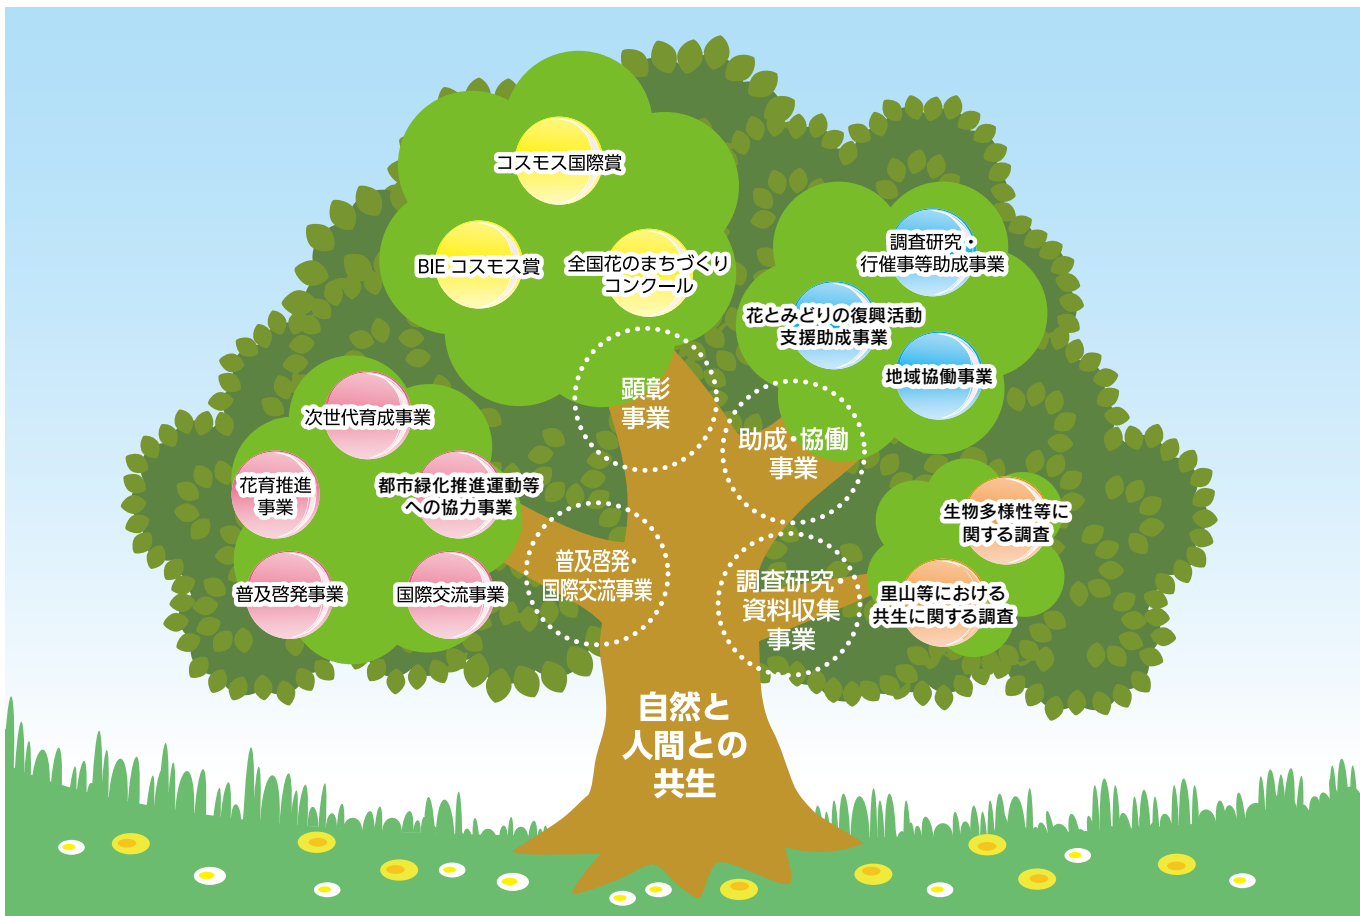 コスモス国際賞
BIE コスモス賞
全国花のまちづくり
コンクール
調査研究・
行催事等助成事業
花とみどりの復興活動
支援助成事業
地域協働事業
顕彰
事業
助成・協働
事業
次世代育成事業
花育推進
事業
都市緑化推進運動等
への協力事業
普及啓発事業
国際交流事業
普及啓発・
国際交流事業
調査研究・
資料収集
事業
生物多様性等に
関する調査
里山等における
共生に関する調査
自然と
人間との
共生